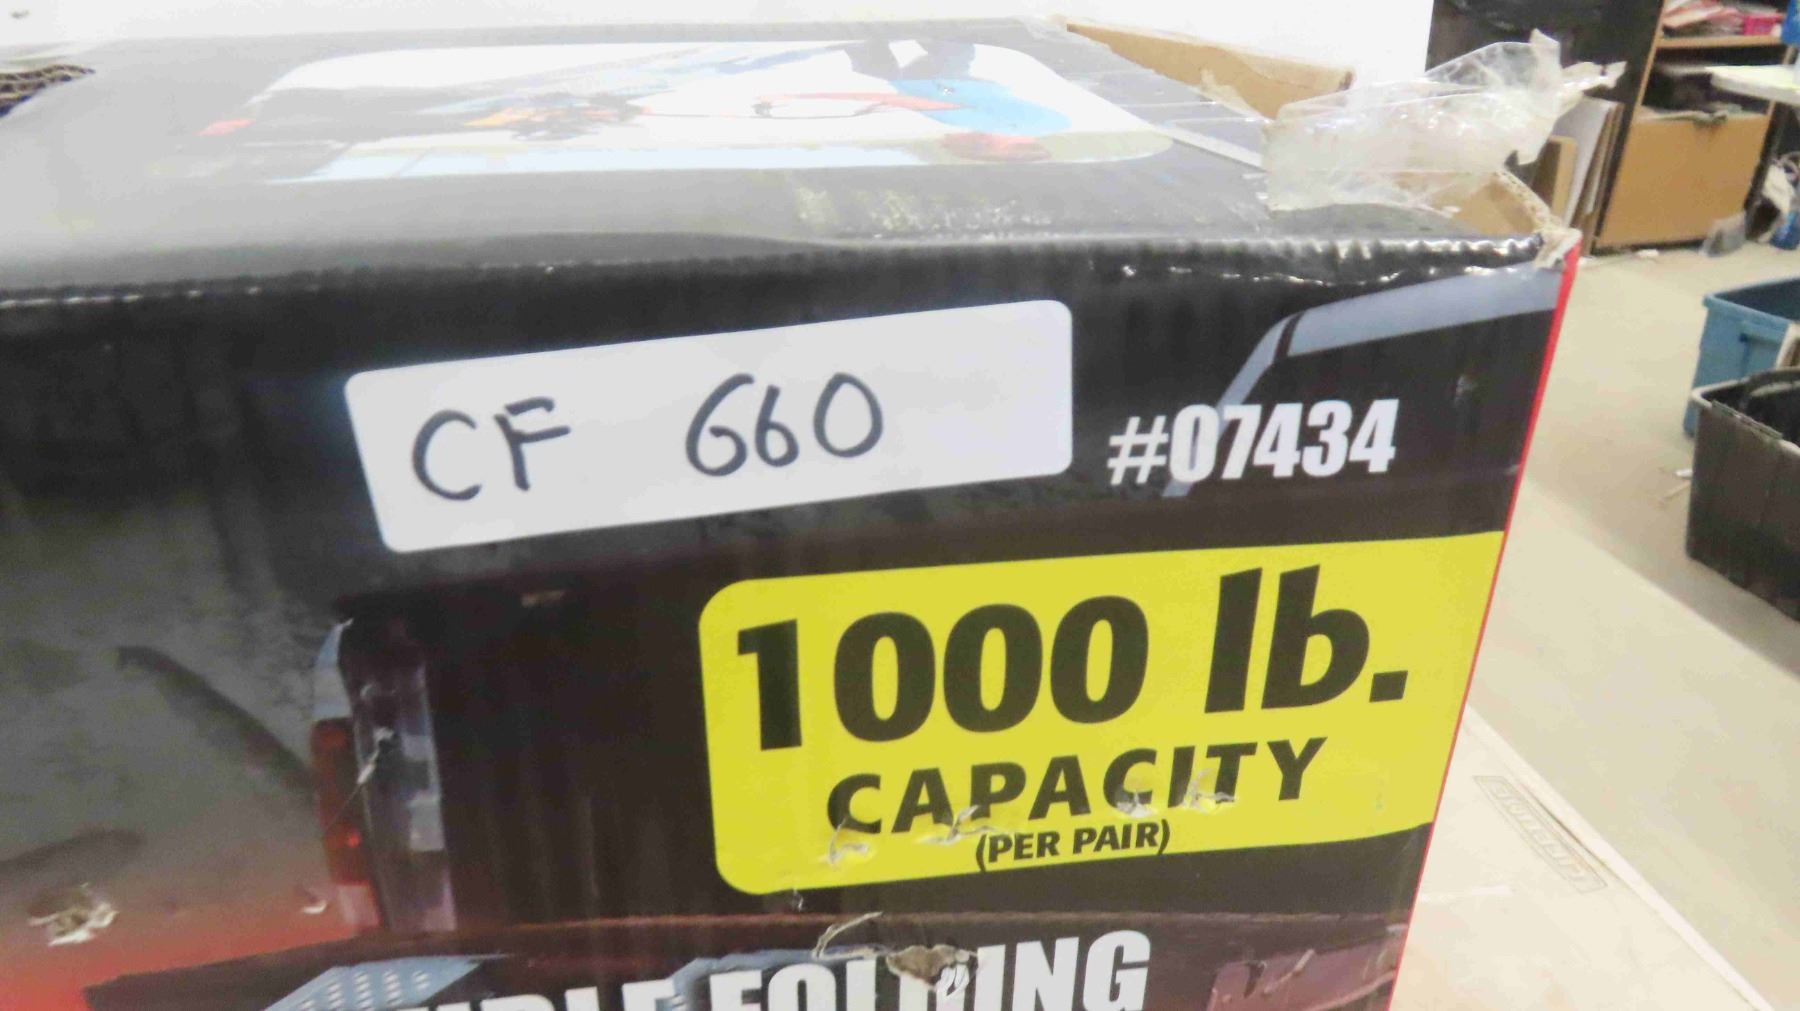 CF 660
#07434
1000 lb.
CAPACITY
(PER PAIR)